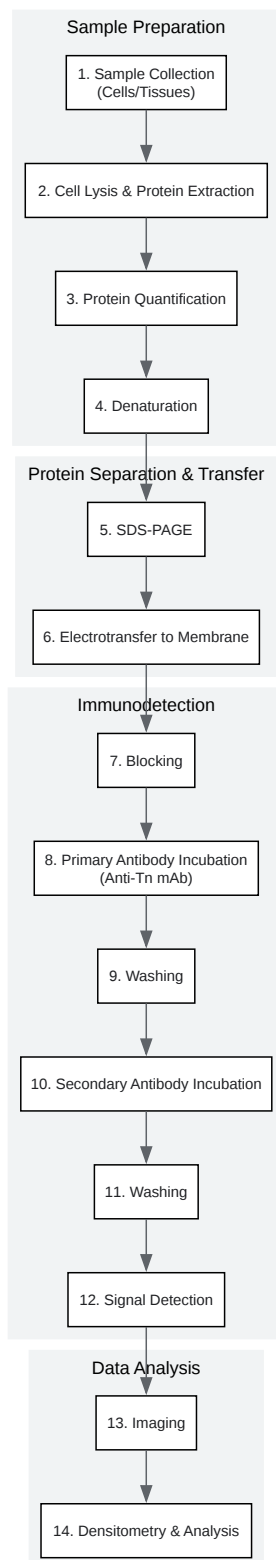 Sample Preparation
1. Sample Collection
(Cells/Tissues)
2. Cell Lysis & Protein Extraction
3. Protein Quantification
4. Denaturation
Protein Separation & Transfer
5. SDS-PAGE
6. Electrotransfer to Membrane
Immunodetection
7. Blocking
8. Primary Antibody Incubation
(Anti-Tn mAb)
9. Washing
10. Secondary Antibody Incubation
11. Washing
12. Signal Detection
Data Analysis
13. Imaging
14. Densitometry & Analysis